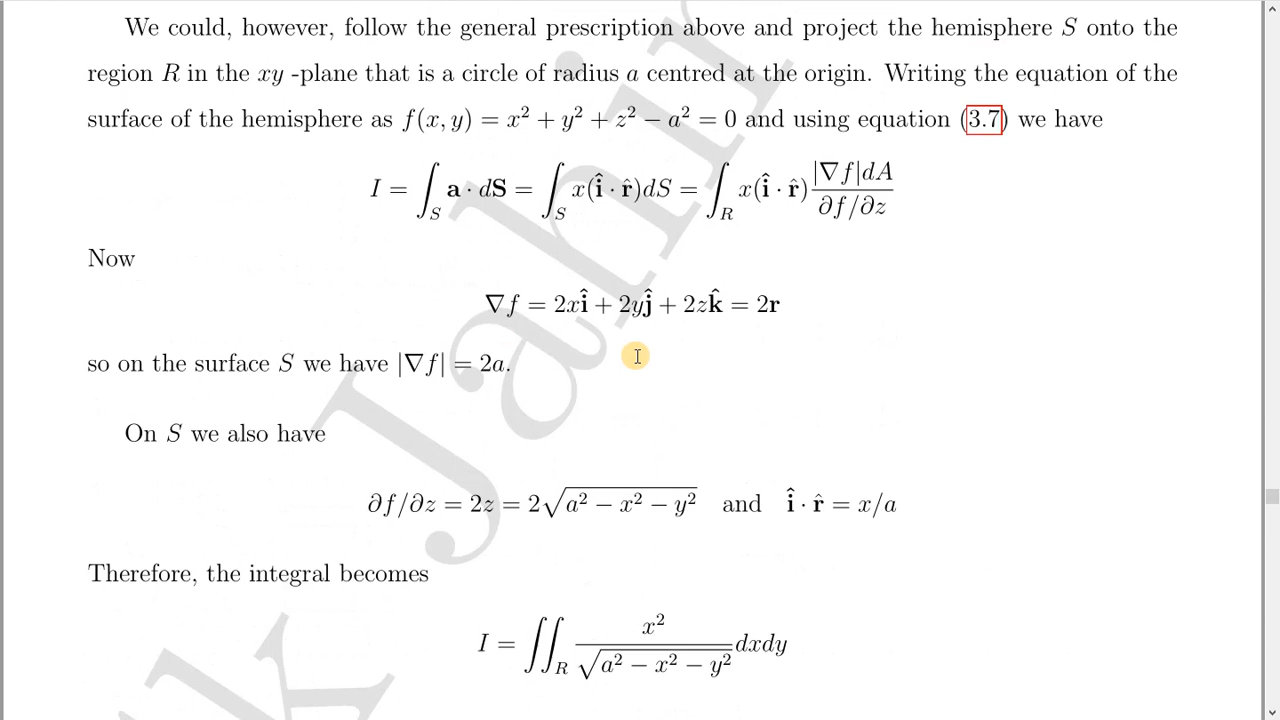 We could, however, follow the general prescription above and project the hemisphere S onto the
region R in the xy -plane that is a circle of radius a centred at the origin. Writing the equation of the
surface of the hemisphere as f(x, y) = x² + y² + z² − a² = 0 and using equation (3.7) we have
I = ∫_S a · dS = ∫_S x(î · r̂)dS = ∫_R x(î · r̂) |∇f|dA / ∂f/∂z
Now
∇f = 2xî + 2yĵ + 2zk̂ = 2r
so on the surface S we have |∇f| = 2a.
On S we also have
∂f/∂z = 2z = 2√(a² − x² − y²) and î · r̂ = x/a
Therefore, the integral becomes
I = ∬_R x² / √(a² − x² − y²) dxdy